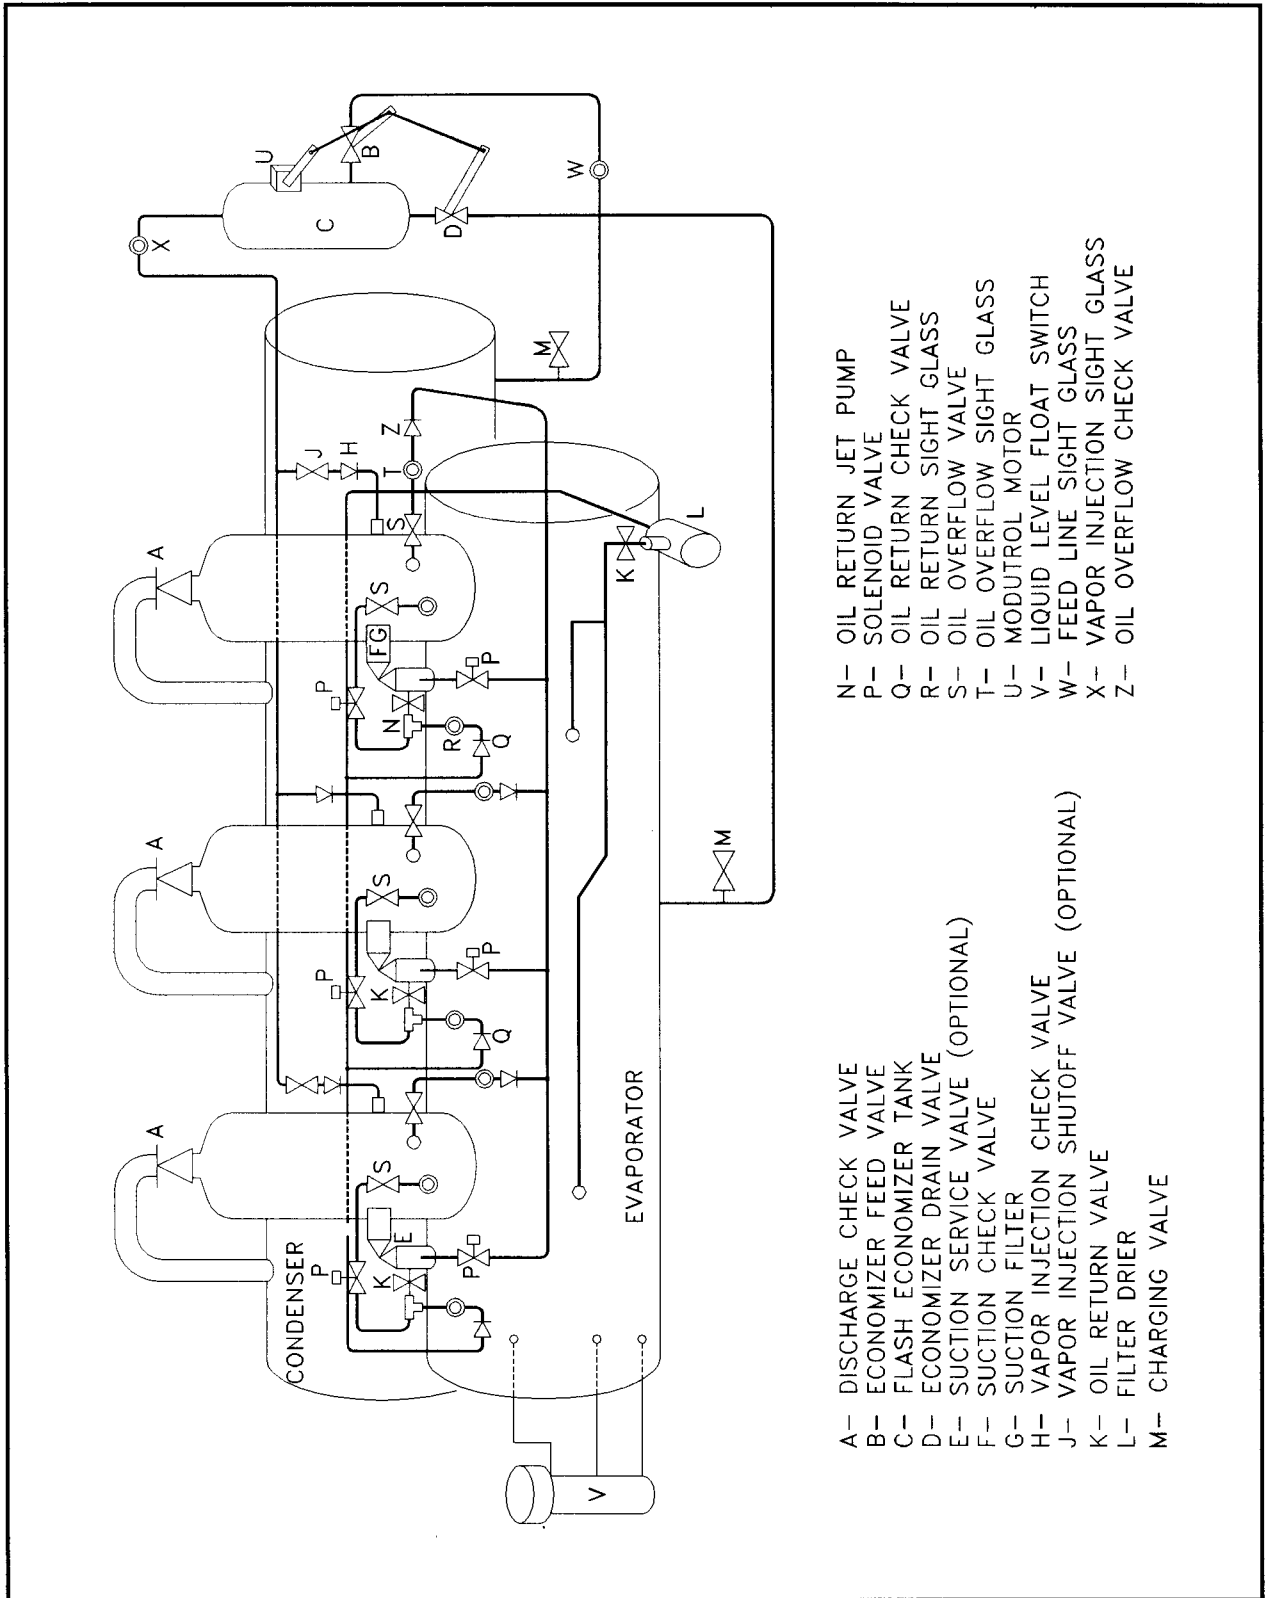 A
A
A
X
U
CONDENSER
P
P
P
J
C
H
B
K
S
K
S
N
FG
S
S
T
Z
E
R
D
P
P
P
Q
Q
M
W
V
K
EVAPORATOR
L
M
A- DISCHARGE CHECK VALVE
B- ECONOMIZER FEED VALVE
C- FLASH ECONOMIZER TANK
D- ECONOMIZER DRAIN VALVE
E- SUCTION SERVICE VALVE (OPTIONAL)
F- SUCTION CHECK VALVE
G- SUCTION FILTER
H- VAPOR INJECTION CHECK VALVE
J- VAPOR INJECTION SHUTOFF VALVE (OPTIONAL)
K- OIL RETURN VALVE
L- FILTER DRIER
M- CHARGING VALVE
N- OIL RETURN JET PUMP
P- SOLENOID VALVE
Q- OIL RETURN CHECK VALVE
R- OIL RETURN SIGHT GLASS
S- OIL OVERFLOW VALVE
T- OIL OVERFLOW SIGHT GLASS
U- MODUTROL MOTOR
V- LIQUID LEVEL FLOAT SWITCH
W- FEED LINE SIGHT GLASS
X- VAPOR INJECTION SIGHT GLASS
Z- OIL OVERFLOW CHECK VALVE